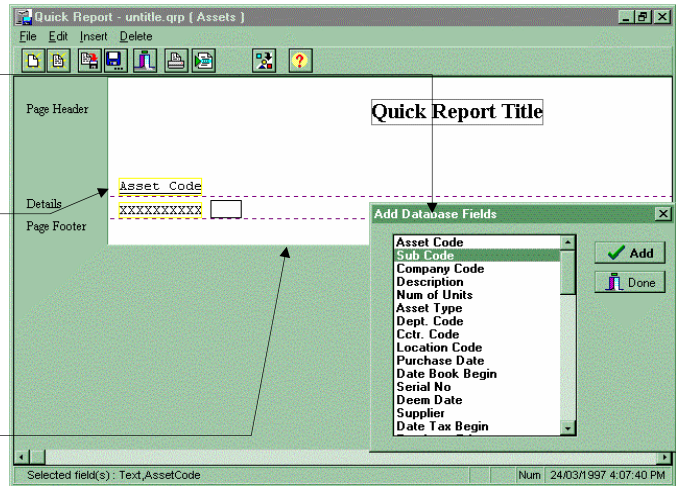 Quick Report - untitle.qrp ( Assets )
File Edit Insert Delete
Page Header
Quick Report Title
Asset Code
Details
XXXXXXXXXX
Page Footer
Add Database Fields
Asset Code
Sub Code
Company Code
Description
Num of Units
Asset Type
Dept. Code
Cctr. Code
Location Code
Purchase Date
Date Book Begin
Serial No
Deem Date
Supplier
Date Tax Begin
Add
Done
Selected field(s) : Text,AssetCode
Num 24/03/1997 4:07:40 PM